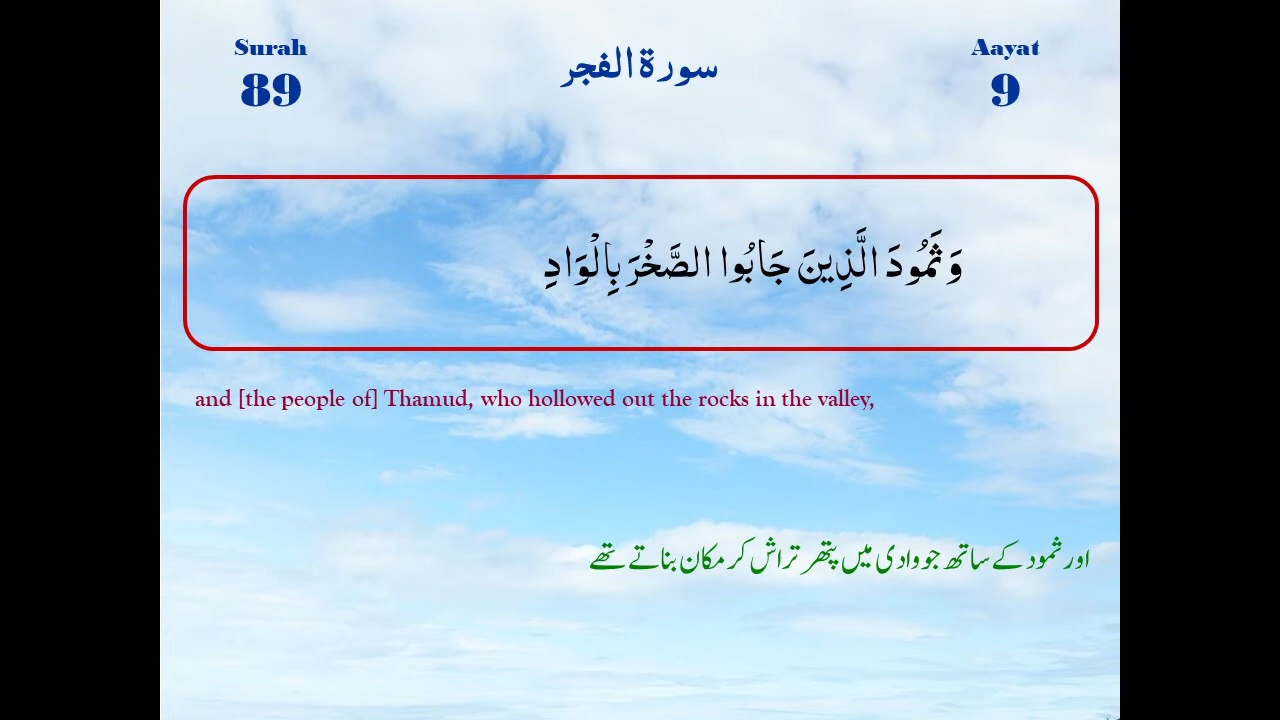 Surah
89
سورة الفجر
Aayat
9
وَثَمُودَ الَّذِينَ جَابُوا الصَّخْرَ بِالْوَادِ
and [the people of] Thamud, who hollowed out the rocks in the valley,
اور ثمود کے ساتھ جو وادی میں پتھر تراش کر مکان بناتے تھے